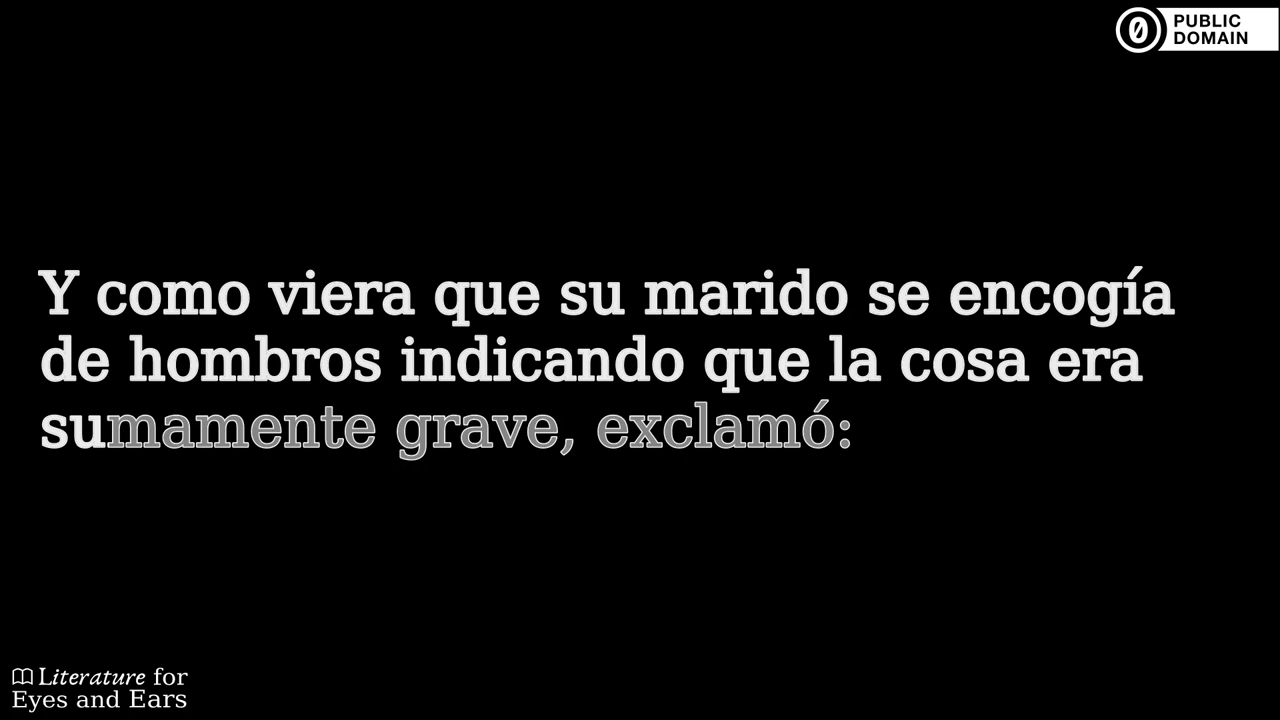 PUBLIC
DOMAIN
Y como viera que su marido se encogía
de hombros indicando que la cosa era
sumamente grave, exclamó:
Literature for
Eyes and Ears